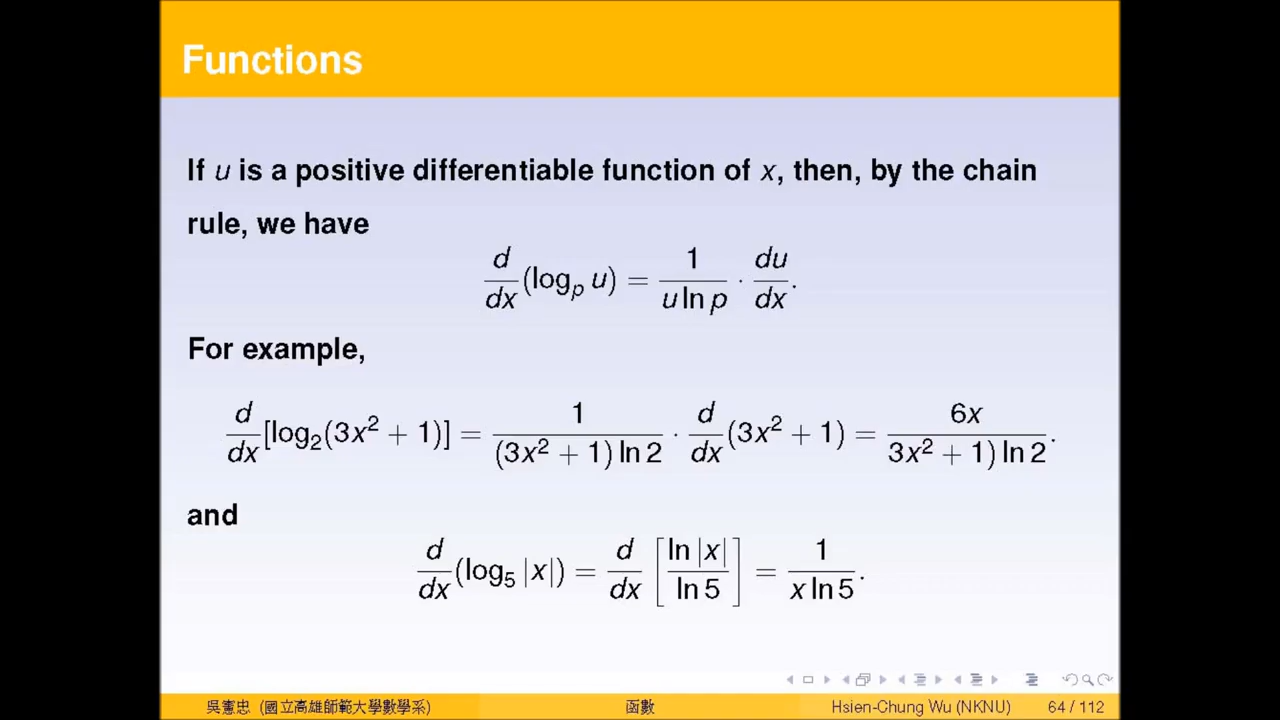 Functions
If u is a positive differentiable function of x, then, by the chain
rule, we have
d/dx (log_p u) = 1/(u ln p) · du/dx.
For example,
d/dx [log_2(3x² + 1)] = 1/((3x² + 1) ln 2) · d/dx (3x² + 1) = 6x/3x² + 1) ln 2.
and
d/dx (log_5 |x|) = d/dx [ln |x|/ln 5] = 1/(x ln 5).
吳憲忠 (國立高雄師範大學數學系) 函數 Hsien-Chung Wu (NKNU) 64 / 112